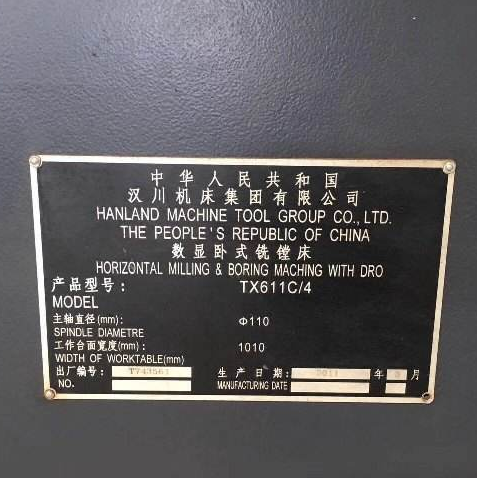 中华人民共和国
汉川机床集团有限公司
HANLAND MACHINE TOOL GROUP CO.,LTD.
THE PEOPLE'S REPUBLIC OF CHINA
数显卧式铣镗床
HORIZONTAL MILLING & BORING MACHING WITH DRO
产品型号: TX611C/4
MODEL
主轴直径(mm): Φ110
SPINDLE DIAMETRE
工作台面宽度(mm): 1010
WIDTH OF WORKTABLE(mm)
出厂编号: 生产日期: 2011 年 月
NO. MANUFACTURING DATE